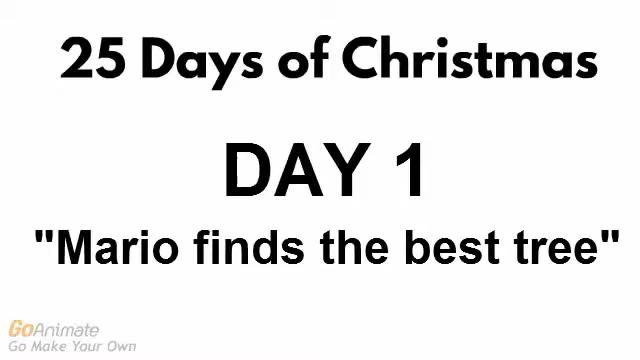 25 Days of Christmas
DAY 1
"Mario finds the best tree"
GoAnimate
Go Make Your Own